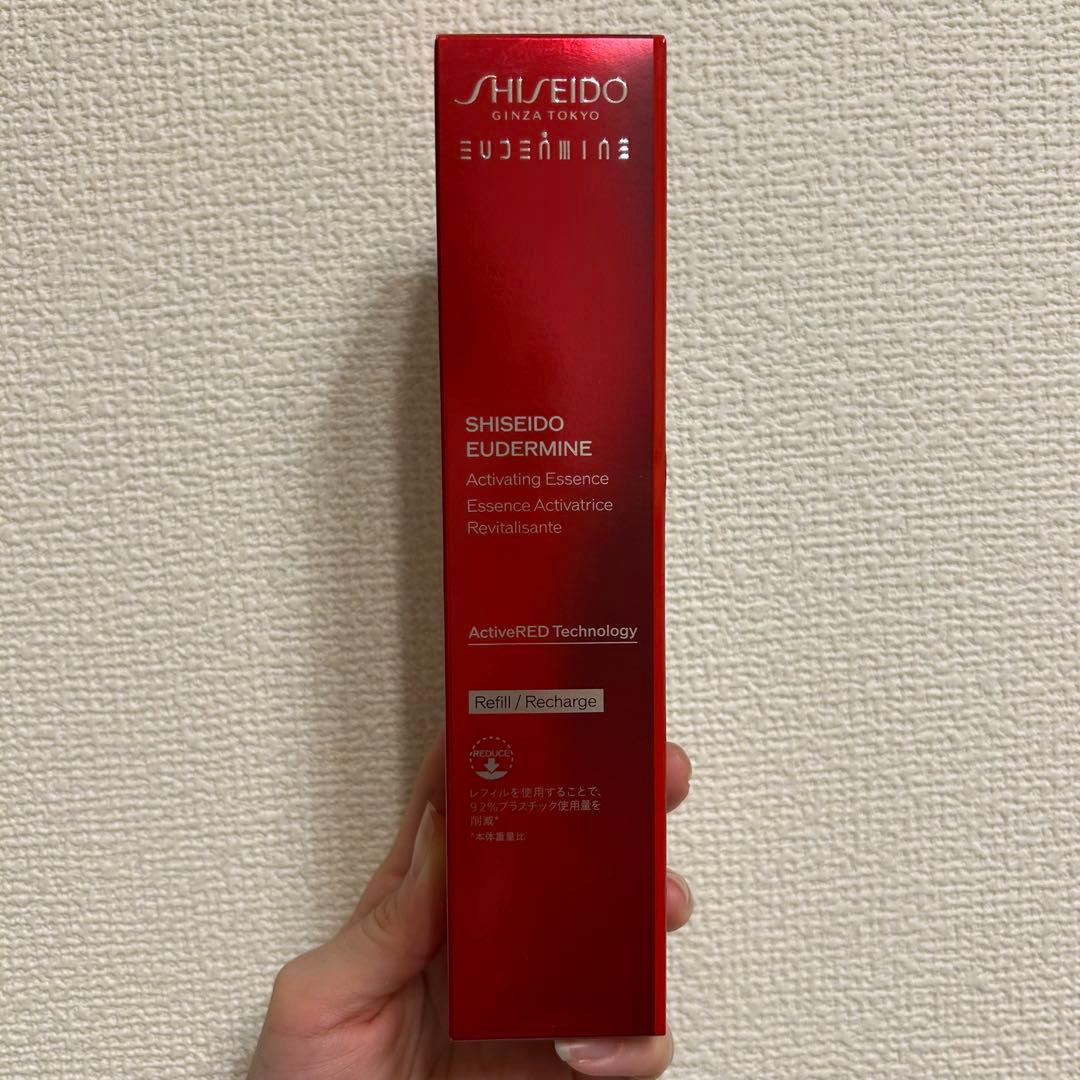 SHISEIDO
GINZA TOKYO
EUDERMINE
SHISEIDO
EUDERMINE
Activating Essence
Essence Activatrice
Revitalisante
ActiveRED Technology
Refill / Recharge
REDUCE
レフィルを使用することで、
92%プラスチック使用量を
削減*
*本体重量比